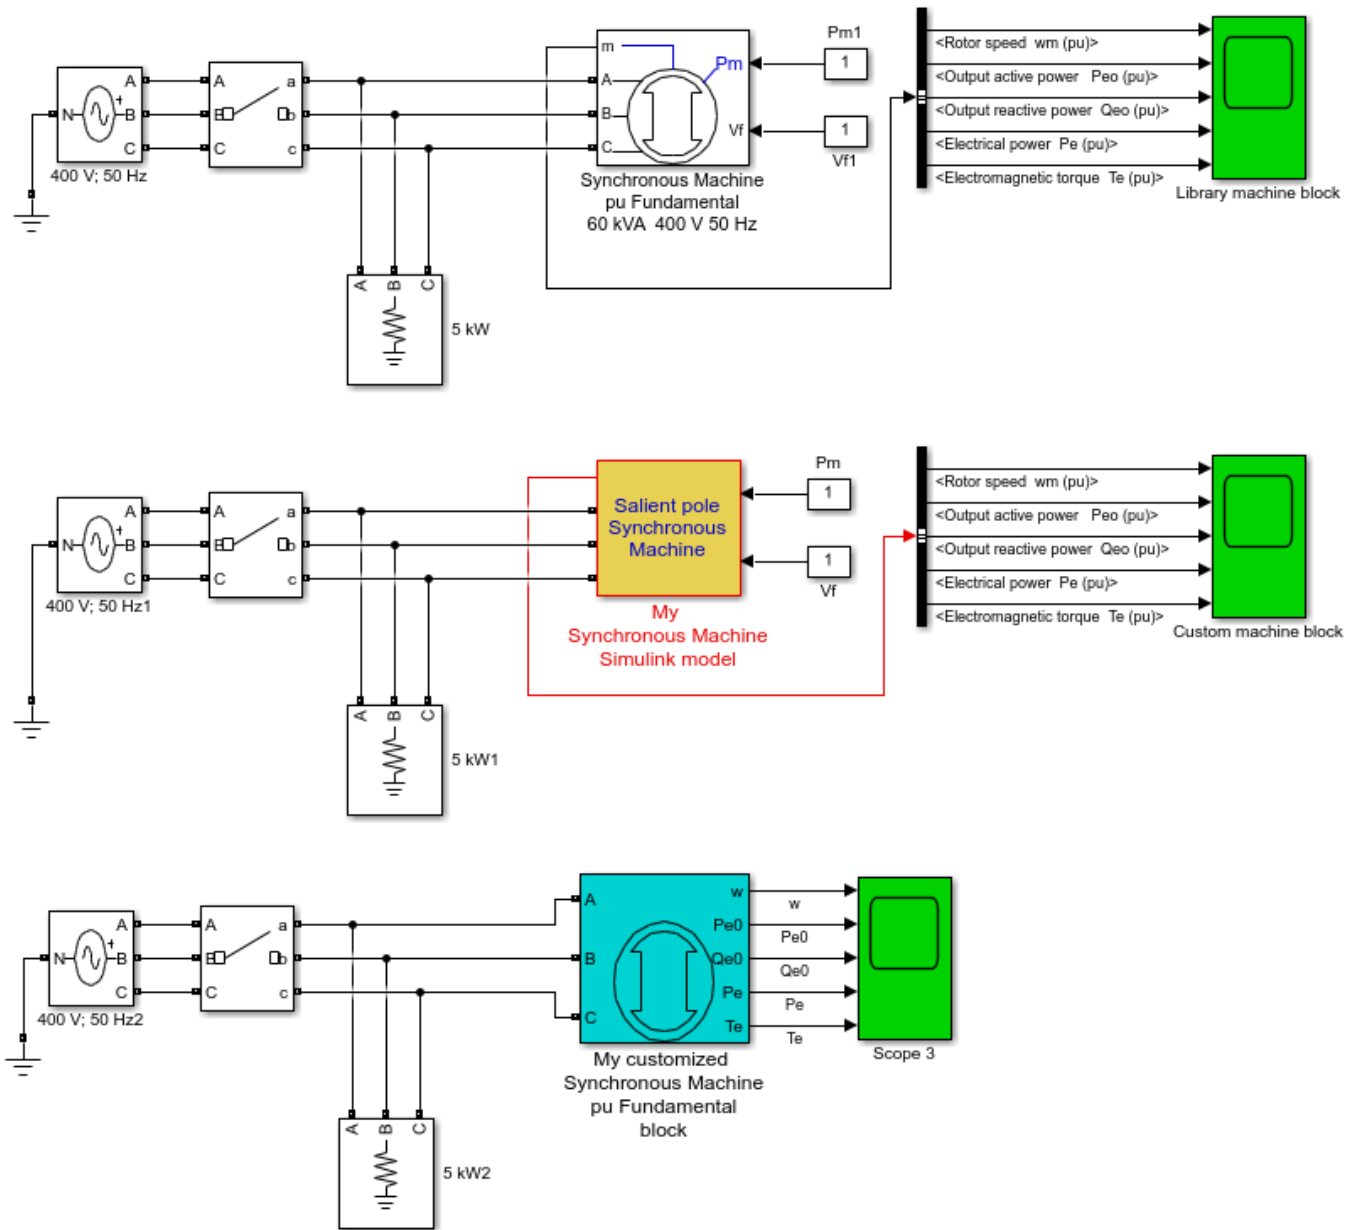 Pm1
1
Vf1
1
m
Pm
A
B
C
Vf
N
A
B
C
400 V; 50 Hz
A
B
C
a
b
c
Synchronous Machine
pu Fundamental
60 kVA 400 V 50 Hz
A
B
C
5 kW
<Rotor speed wm (pu)>
<Output active power Peo (pu)>
<Output reactive power Qeo (pu)>
<Electrical power Pe (pu)>
<Electromagnetic torque Te (pu)>
Library machine block
N
A
B
C
400 V; 50 Hz1
A
B
C
a
b
c
Salient pole
Synchronous
Machine
My
Synchronous Machine
Simulink model
Pm
1
1
Vf
A
B
C
5 kW1
<Rotor speed wm (pu)>
<Output active power Peo (pu)>
<Output reactive power Qeo (pu)>
<Electrical power Pe (pu)>
<Electromagnetic torque Te (pu)>
Custom machine block
N
A
B
C
400 V; 50 Hz2
A
B
C
a
b
c
A
B
C
w
Pe0
Qe0
Pe
Te
w
Pe0
Qe0
Pe
Te
Scope 3
My customized
Synchronous Machine
pu Fundamental
block
A
B
C
5 kW2